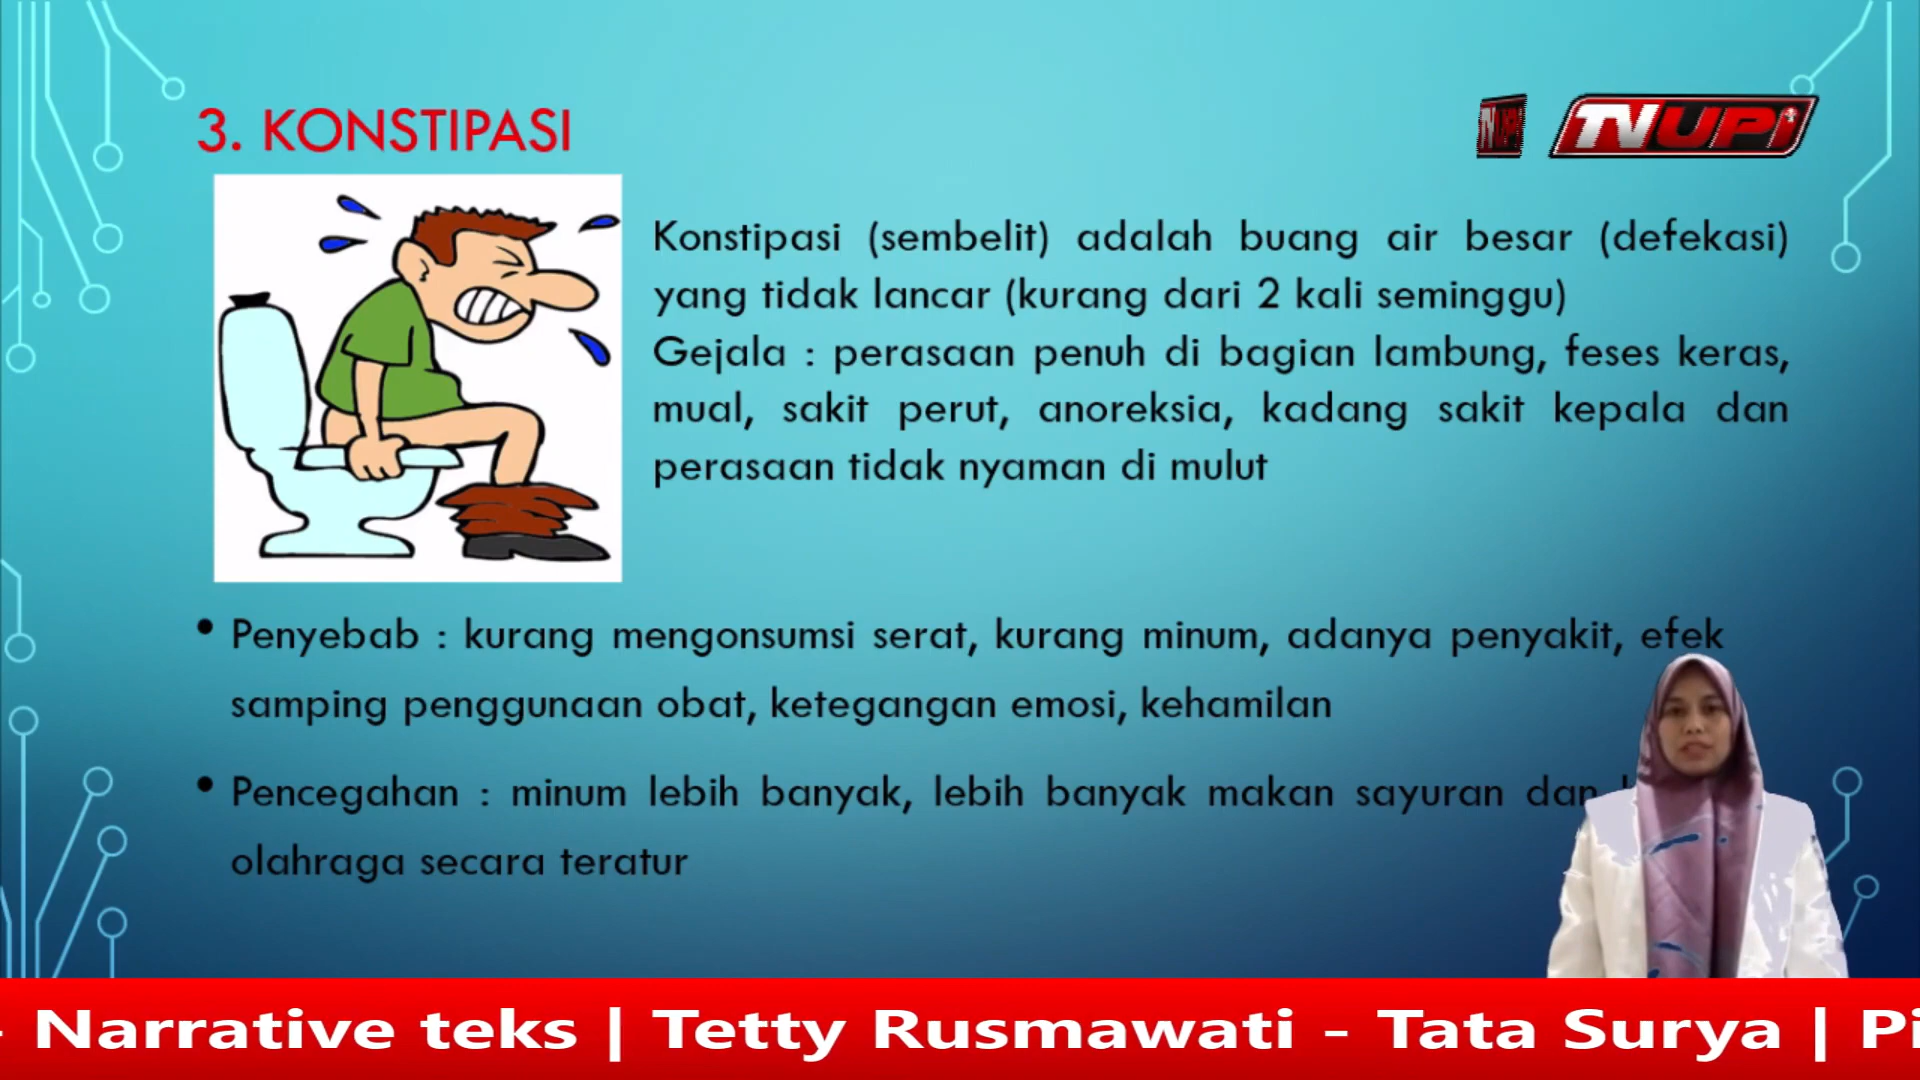 3. KONSTIPASI
TVUPI
Konstipasi (sembelit) adalah buang air besar (defekasi)
yang tidak lancar (kurang dari 2 kali seminggu)
Gejala : perasaan penuh di bagian lambung, feses keras,
mual, sakit perut, anoreksia, kadang sakit kepala dan
perasaan tidak nyaman di mulut
• Penyebab : kurang mengonsumsi serat, kurang minum, adanya penyakit, efek
samping penggunaan obat, ketegangan emosi, kehamilan
• Pencegahan : minum lebih banyak, lebih banyak makan sayuran dan
olahraga secara teratur
- Narrative teks | Tetty Rusmawati - Tata Surya | Pi